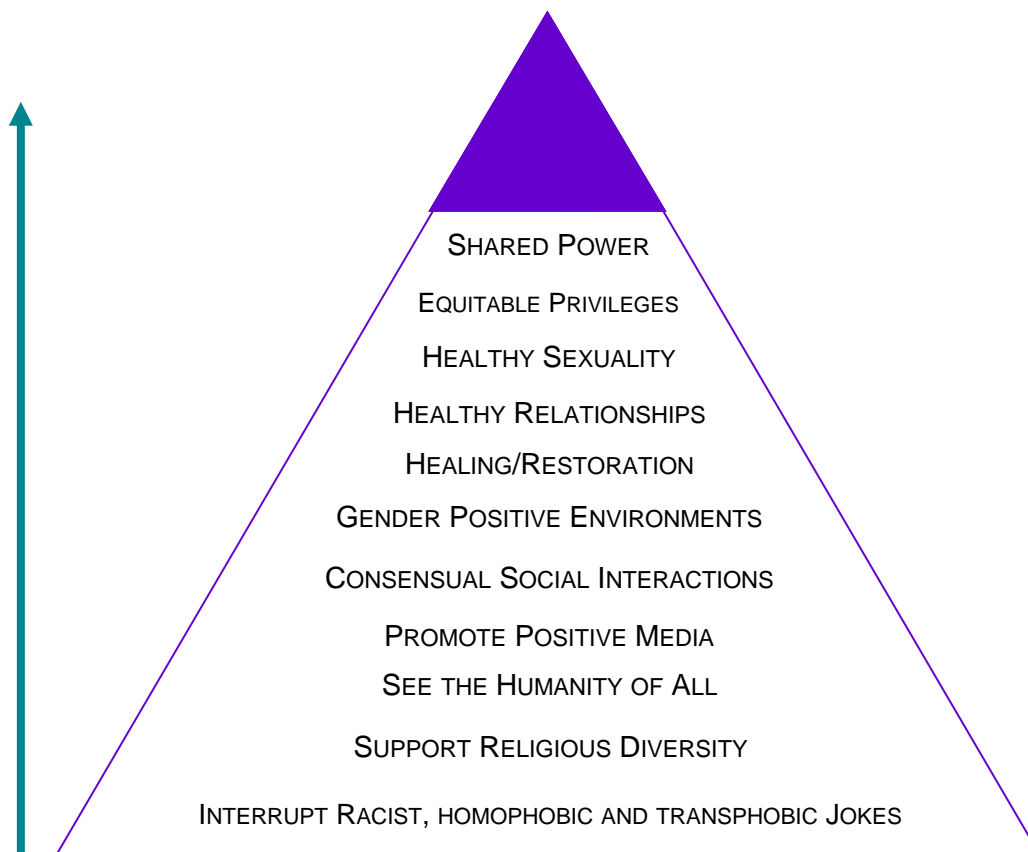 Shared Power
Equitable Privileges
Healthy Sexuality
Healthy Relationships
Healing/Restoration
Gender Positive Environments
Consensual Social Interactions
Promote Positive Media
See the Humanity of All
Support Religious Diversity
Interrupt Racist, homophobic and transphobic Jokes